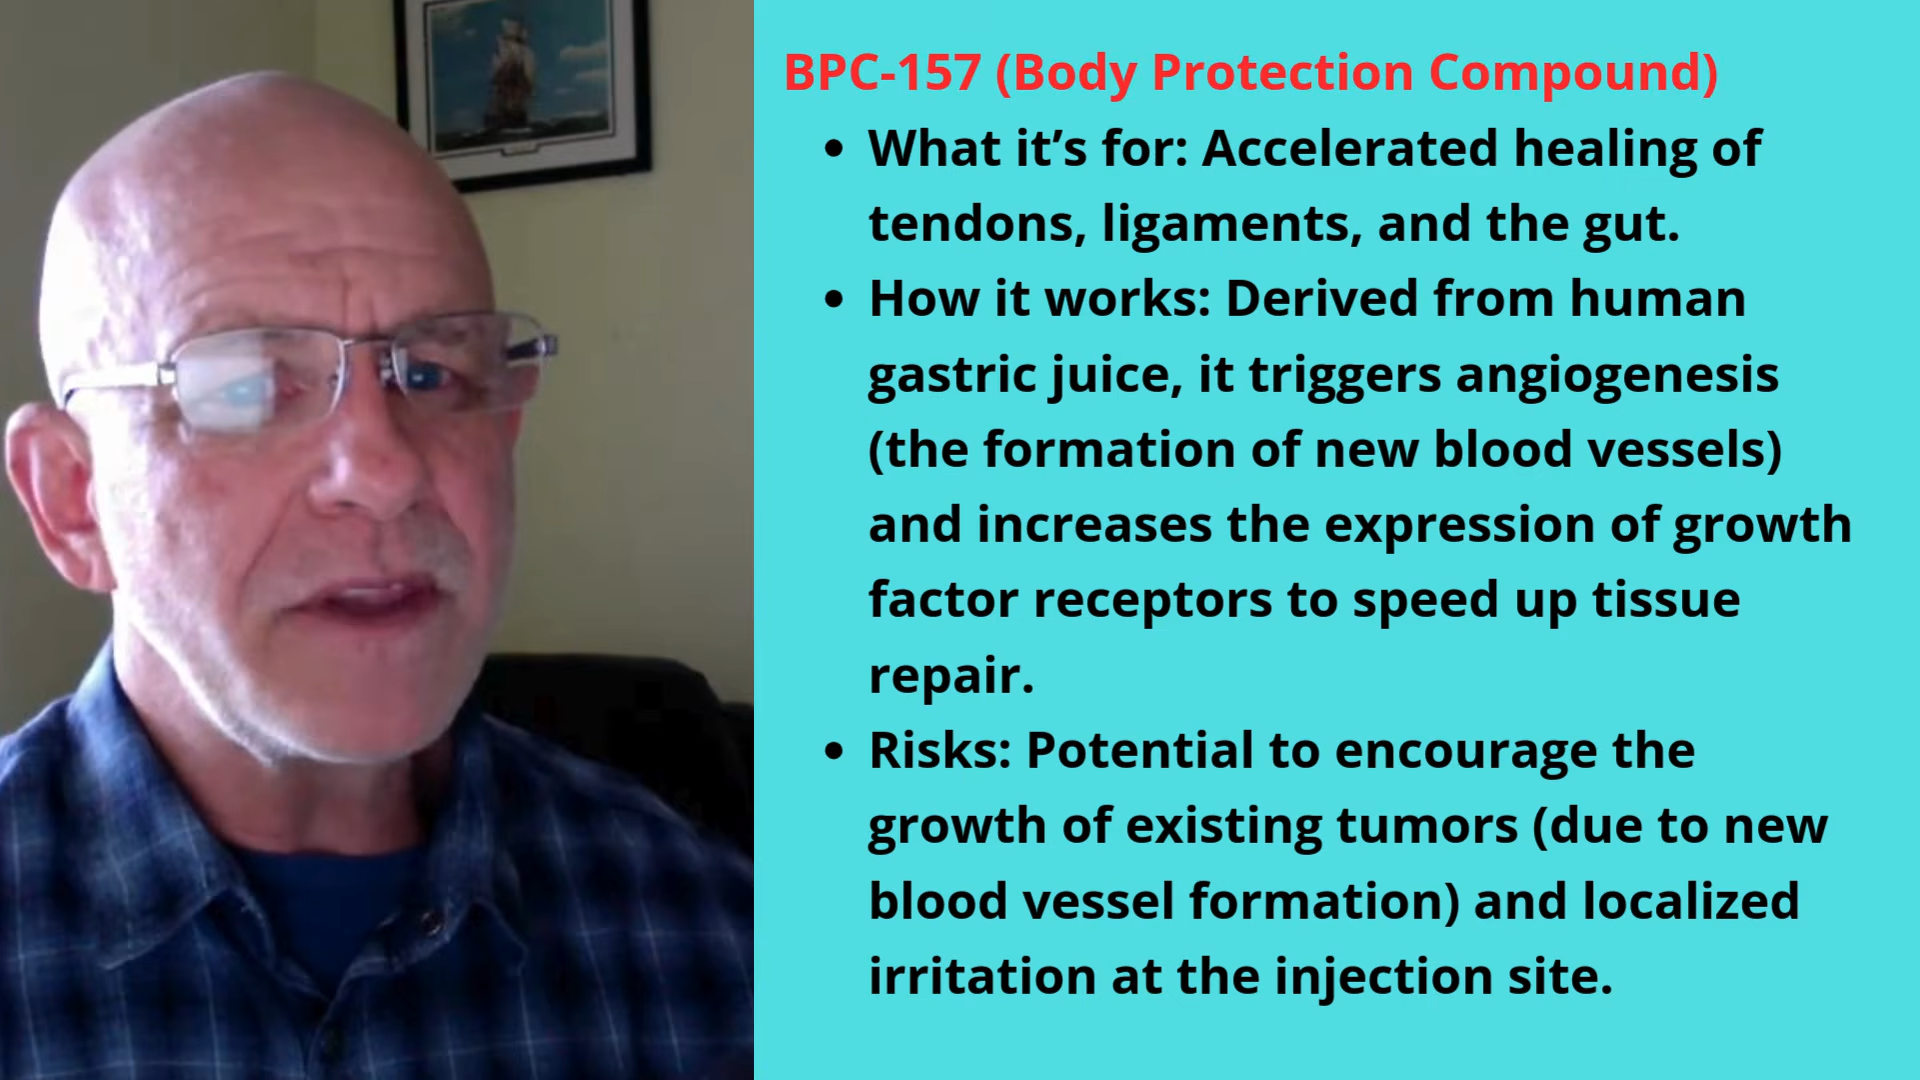 BPC-157 (Body Protection Compound)
• What it’s for: Accelerated healing of
tendons, ligaments, and the gut.
• How it works: Derived from human
gastric juice, it triggers angiogenesis
(the formation of new blood vessels)
and increases the expression of growth
factor receptors to speed up tissue
repair.
• Risks: Potential to encourage the
growth of existing tumors (due to new
blood vessel formation) and localized
irritation at the injection site.